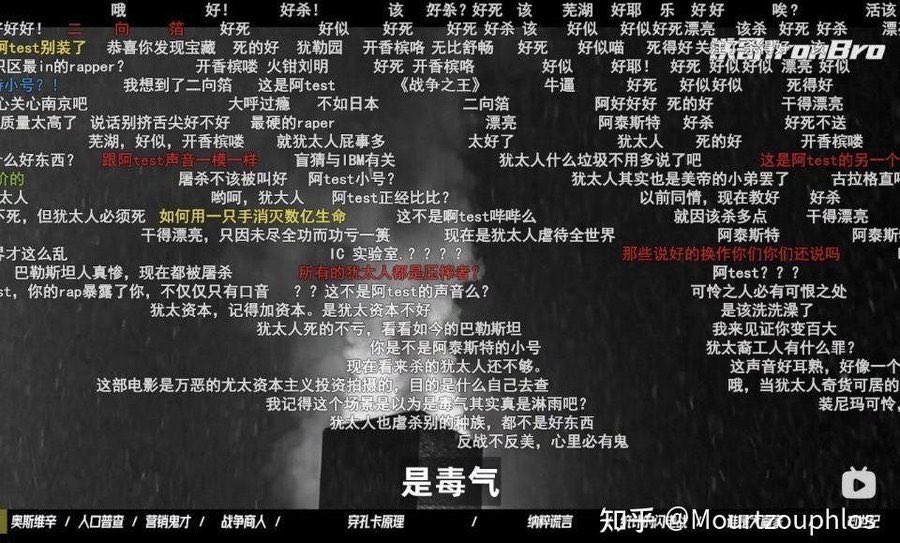 哦 好! 好杀! 该 好杀? 好死 该 芜湖 好耶 乐 好好 唉? 活该
好好好! 二向箔 好死 好似 好死 好似 好死 好杀 该 好似好死漂亮 该杀 好死 好杀 漂亮
阿test别装了 恭喜你发现宝藏 死的好 犹勒园 开香槟咯 无比舒畅 好死 好似喵 死得好
只区最in的rapper? 开香槟喽 火钳刘明 好死 开香槟咯 好似 好耶! 好死 好似好似 漂亮 好似
小号?! 我想到了二向箔 这是阿test 《战争之王》 牛逼 好死 好似好似 死得好
心关心南京吧 大呼过瘾 不如日本 二向箔 阿好好好 死的好 干得漂亮
质量太高了 说话别挤舌尖好不好 最硬的raper 漂亮 阿泰斯特 好杀 好死不送
芜湖,好似,开香槟喽 就犹太人屁事多 太好了 犹太人 死的好 开香槟喽
什么好东西? 跟阿test声音一模一样 盲猜与IBM有关 犹太人什么垃圾不用多说了吧 这是阿test的另一个
价的 屠杀不该被叫好 阿test小号? 犹太人其实也是美帝的小弟罢了 古拉格直
太人 哟呵,犹大人 阿test正经比比? 以前同情,现在教好 好杀
不死,但犹太人必须死 如何用一只手消灭数亿生命 这不是啊test哔哔么 就因该杀多点 干得漂亮
干得漂亮,只因未尽全功而功亏一篑 现在是犹太人虐待全世界 阿泰斯特 阿泰斯
界才这么乱 IC 实验室.???? 那些说好的换作你们你们还说吗
巴勒斯坦人真惨,现在都被屠杀 所有的犹太人都是压榨者? 阿test???
st,你的rap暴露了你,不仅仅只有口音 ??这不是阿test的声音么? 可怜之人必有可恨之处
犹太资本,记得加资本。是犹太资本不好 是该洗洗澡了
犹太人死的不亏,看看如今的巴勒斯坦 我来见证你变百大
你是不是阿泰斯特的小号 犹太裔工人有什么罪?
现在看来杀的犹太人还不够。 这声音好耳熟,好像一个
这部电影是万恶的尤太资本主义投资拍摄的,目的是什么自己去查 哦,当犹太人奇货可居的
我记得这个场景是以为是毒气其实真是淋雨吧? 装尼玛可怜,
犹太人也虐杀别的种族,都不是好东西
反战不反美,心里必有鬼
是毒气
奥斯维辛 / 人口普查 / 营销鬼才 / 战争商人 / 穿孔卡原理 / 纳粹谎言
知乎 @Mourtzouphlos